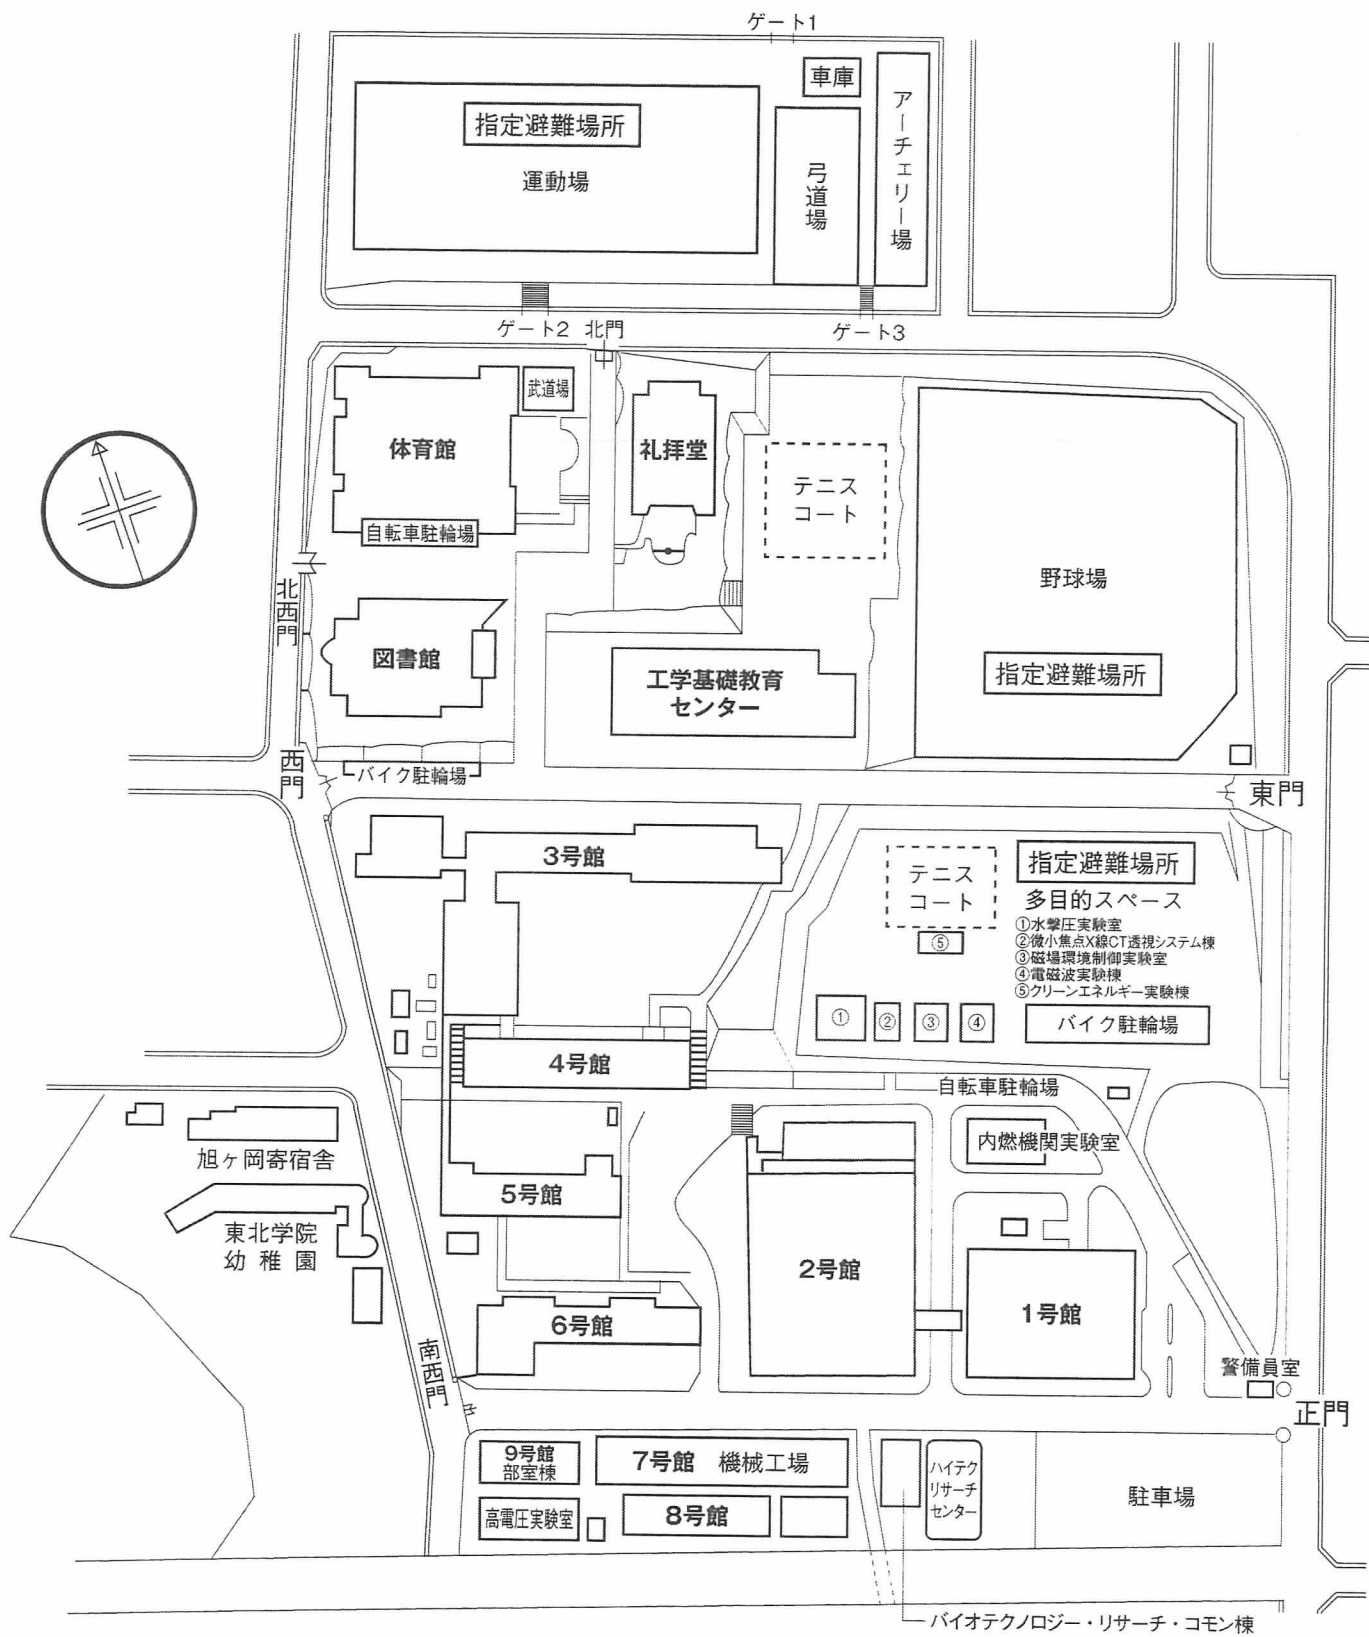 ゲート1
車庫
アーチェリー場
指定避難場所
運動場
弓道場
ゲート2
北門
ゲート3
武道場
体育館
礼拝堂
テニス
コート
自転車駐輪場
野球場
北西門
図書館
工学基礎教育
センター
指定避難場所
西門
バイク駐輪場
東門
3号館
テニス
コート
指定避難場所
多目的スペース
①水撃圧実験室
②微小焦点X線CT透視システム棟
③磁場環境制御実験室
④電磁波実験棟
⑤クリーンエネルギー実験棟
⑤
①
②
③
④
バイク駐輪場
4号館
自転車駐輪場
内燃機関実験室
旭ヶ岡寄宿舎
5号館
東北学院
幼稚園
2号館
1号館
6号館
南西門
警備員室
正門
9号館
部室棟
7号館 機械工場
ハイテク
リサーチ
センター
駐車場
高電圧実験室
8号館
バイオテクノロジー・リサーチ・コモン棟